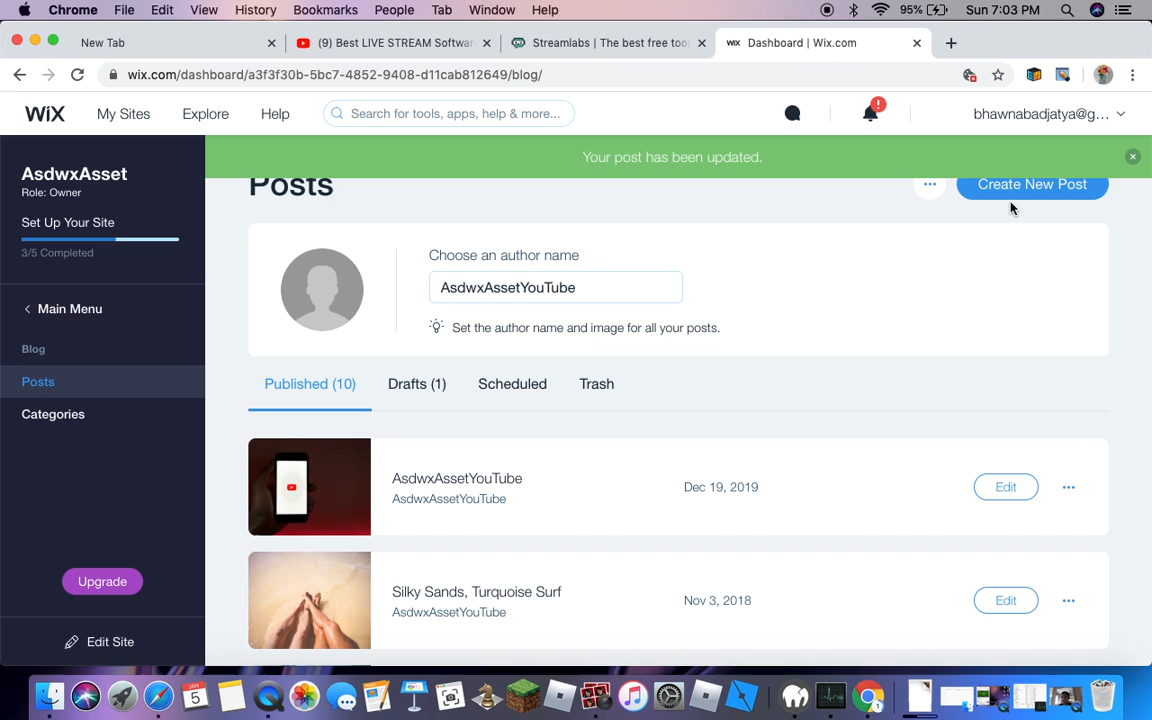 Chrome File Edit View History Bookmarks People Tab Window Help 95% Sun 7:03 PM
New Tab (9) Best LIVE STREAM Softwar Streamlabs | The best free too WiX Dashboard | Wix.com
wix.com/dashboard/a3f3f30b-5bc7-4852-9408-d11cab812649/blog/
WiX My Sites Explore Help Search for tools, apps, help & more... ! bhawnabadjatya@g...
Your post has been updated.
AsdwxAsset
Role: Owner
Set Up Your Site
3/5 Completed
Main Menu
Blog
Posts
Categories
Upgrade
Edit Site
Posts
Create New Post
Choose an author name
AsdwxAssetYouTube
Set the author name and image for all your posts.
Published (10) Drafts (1) Scheduled Trash
AsdwxAssetYouTube
AsdwxAssetYouTube
Dec 19, 2019
Edit
Silky Sands, Turquoise Surf
AsdwxAssetYouTube
Nov 3, 2018
Edit
JAN
5